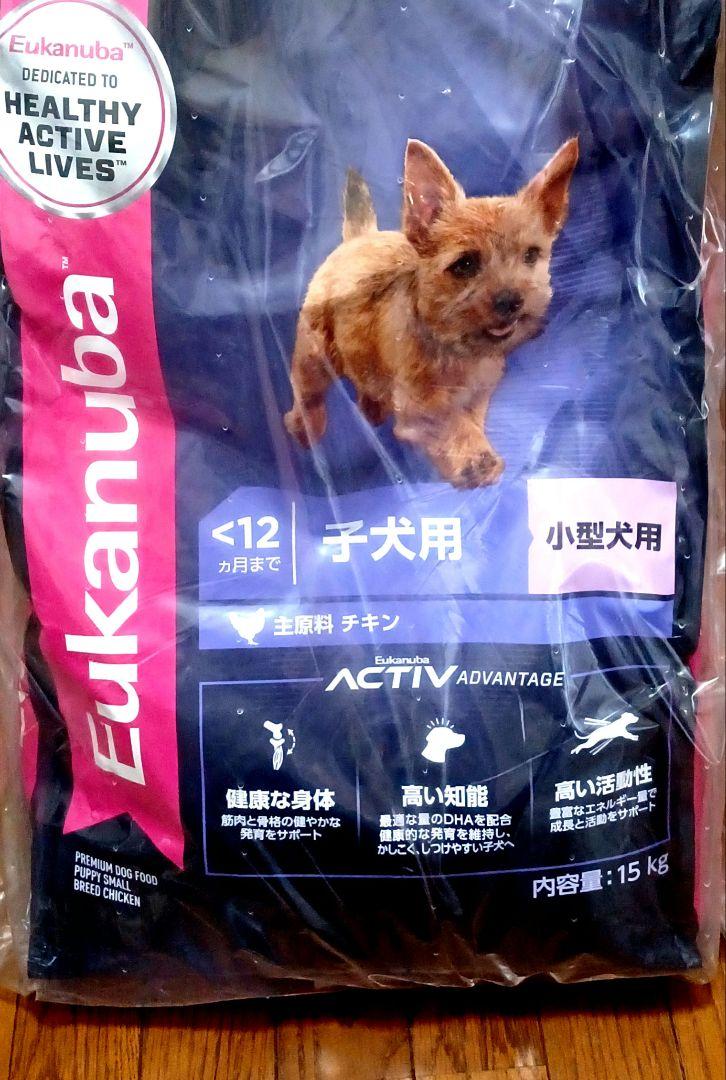 Eukanuba™
DEDICATED TO
HEALTHY
ACTIVE
LIVES™
Eukanuba™
<12
ヵ月まで
子犬用
小型犬用
主原料 チキン
Eukanuba
ACTIV ADVANTAGE
健康な身体
筋肉と骨格の健やかな
発育をサポート
高い知能
最適な量のDHAを配合
健康的な発育を維持し、
かしこく、しつけやすい子犬へ
高い活動性
豊富なエネルギー量で
成長と活動をサポート
PREMIUM DOG FOOD
PUPPY SMALL
BREED CHICKEN
内容量:15 kg